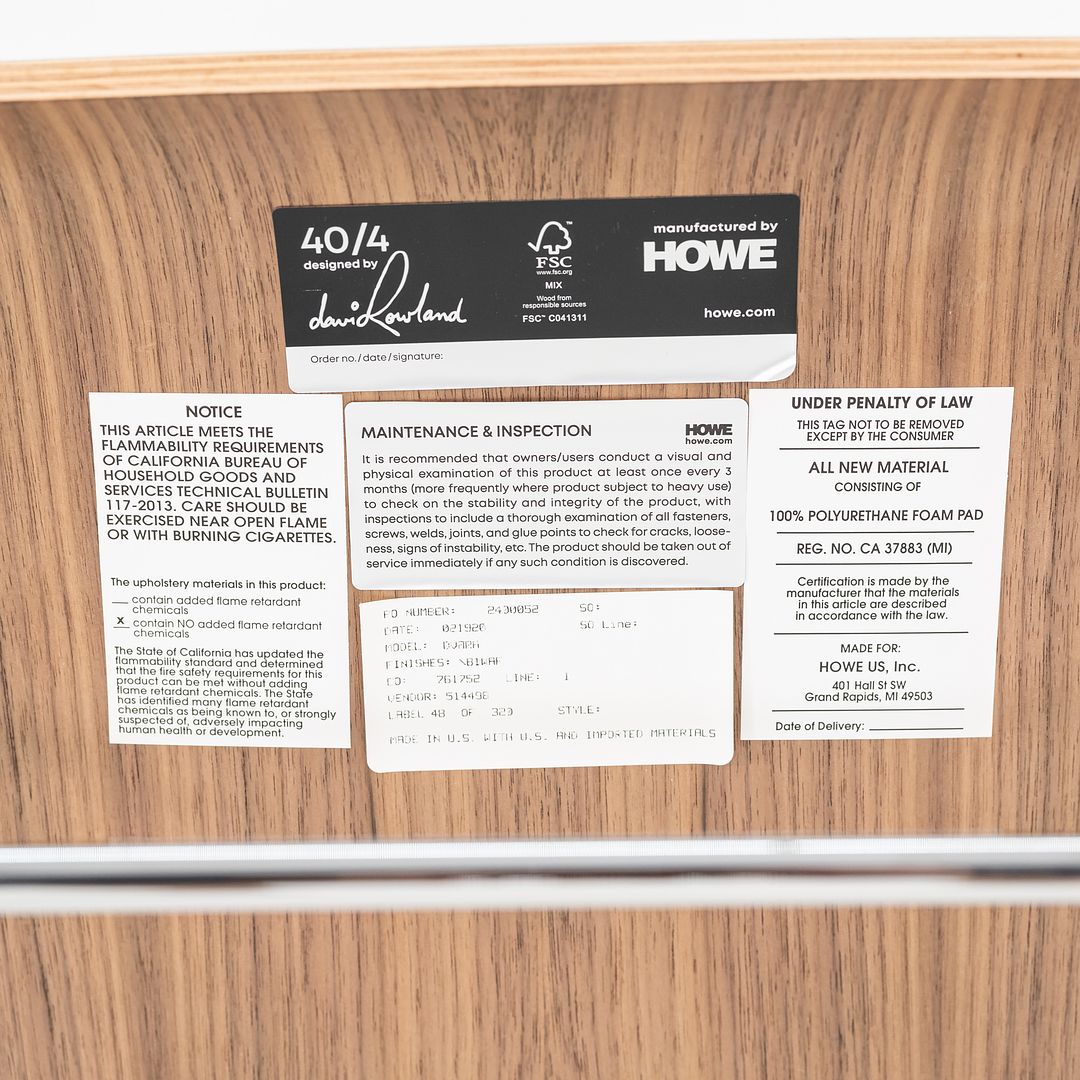 40/4
designed by
david Rowland
FSC™
www.fsc.org
MIX
Wood from
responsible sources
FSC™ C041311
manufactured by
HOWE
howe.com
Order no./date/signature:
NOTICE
THIS ARTICLE MEETS THE
FLAMMABILITY REQUIREMENTS
OF CALIFORNIA BUREAU OF
HOUSEHOLD GOODS AND
SERVICES TECHNICAL BULLETIN
117-2013. CARE SHOULD BE
EXERCISED NEAR OPEN FLAME
OR WITH BURNING CIGARETTES.
The upholstery materials in this product:
___ contain added flame retardant
chemicals
X contain NO added flame retardant
chemicals
The State of California has updated the
flammability standard and determined
that the fire safety requirements for this
product can be met without adding
flame retardant chemicals. The State
has identified many flame retardant
chemicals as being known to, or strongly
suspected of, adversely impacting
human health or development.
MAINTENANCE & INSPECTION
HOWE
howe.com
It is recommended that owners/users conduct a visual and
physical examination of this product at least once every 3
months (more frequently where product subject to heavy use)
to check on the stability and integrity of the product, with
inspections to include a thorough examination of all fasteners,
screws, welds, joints, and glue points to check for cracks, loose-
ness, signs of instability, etc. The product should be taken out of
service immediately if any such condition is discovered.
PO NUMBER: 2430052 SO:
DATE: 021920 SO Line:
MODEL:
FINISHES:
CO: 761752 LINE: 1
VENDOR: 514498
LABEL 48 OF 320 STYLE:
MADE IN U.S. WITH U.S. AND IMPORTED MATERIALS
UNDER PENALTY OF LAW
THIS TAG NOT TO BE REMOVED
EXCEPT BY THE CONSUMER
ALL NEW MATERIAL
CONSISTING OF
100% POLYURETHANE FOAM PAD
REG. NO. CA 37883 (MI)
Certification is made by the
manufacturer that the materials
in this article are described
in accordance with the law.
MADE FOR:
HOWE US, Inc.
401 Hall St SW
Grand Rapids, MI 49503
Date of Delivery: ___